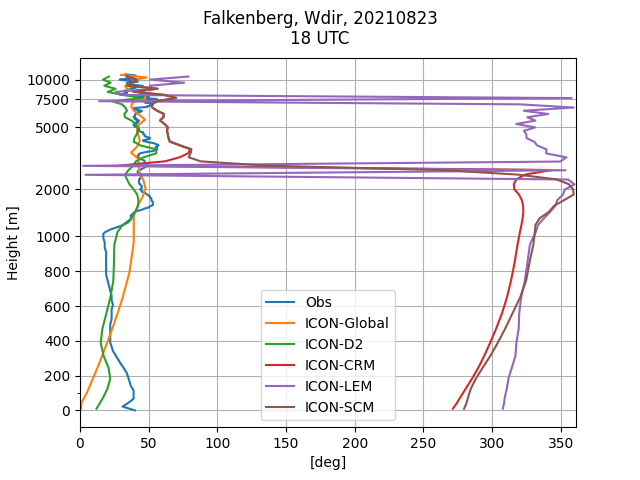 Falkenberg, Wdir, 20210823
18 UTC
10000
7500
5000
2000
1000
800
600
400
200
0
Height [m]
Obs
ICON-Global
ICON-D2
ICON-CRM
ICON-LEM
ICON-SCM
0 50 100 150 200 250 300 350
[deg]